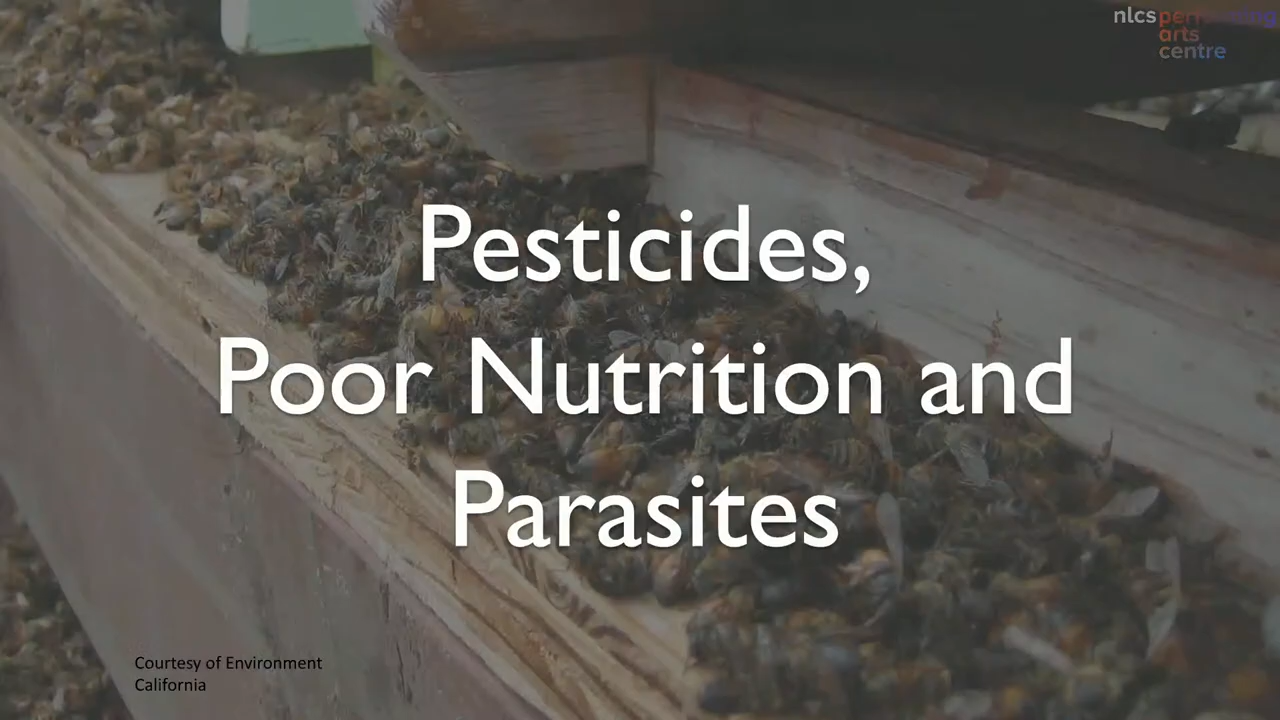 nlcs performing
arts
centre
Pesticides,
Poor Nutrition and
Parasites
Courtesy of Environment
California